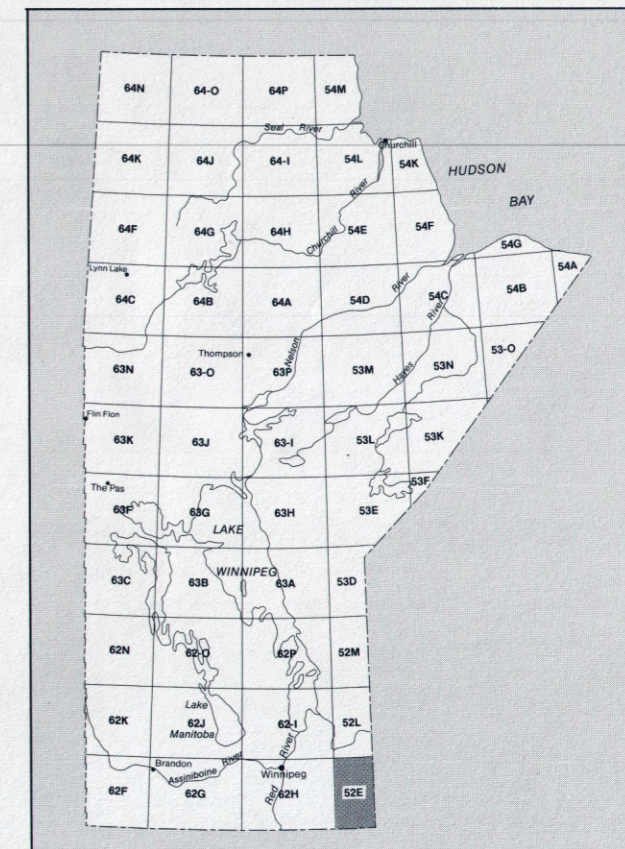 64N 64-O 64P 54M
Seal River
Churchill
64K 64J 64-I 54L 54K
HUDSON
BAY
River
64F 64G 64H Churchill 54E 54F
54G
54A
Lynn Lake
64C 64B 64A 54D River 54C 54B
River
Thompson
Nelson
63N 63-O 63P 53M Hayes 53N 53-O
Flin Flon
63K 63J 63-I 53L 53K
The Pas
53F
63F 63G 63H 53E
LAKE
WINNIPEG
63C 63B 63A 53D
62N 62-O 62P 52M
Lake
62K 62J 62-I 52L
Manitoba
River
Brandon
Assiniboine River
Winnipeg
62F 62G Red 62H 52E